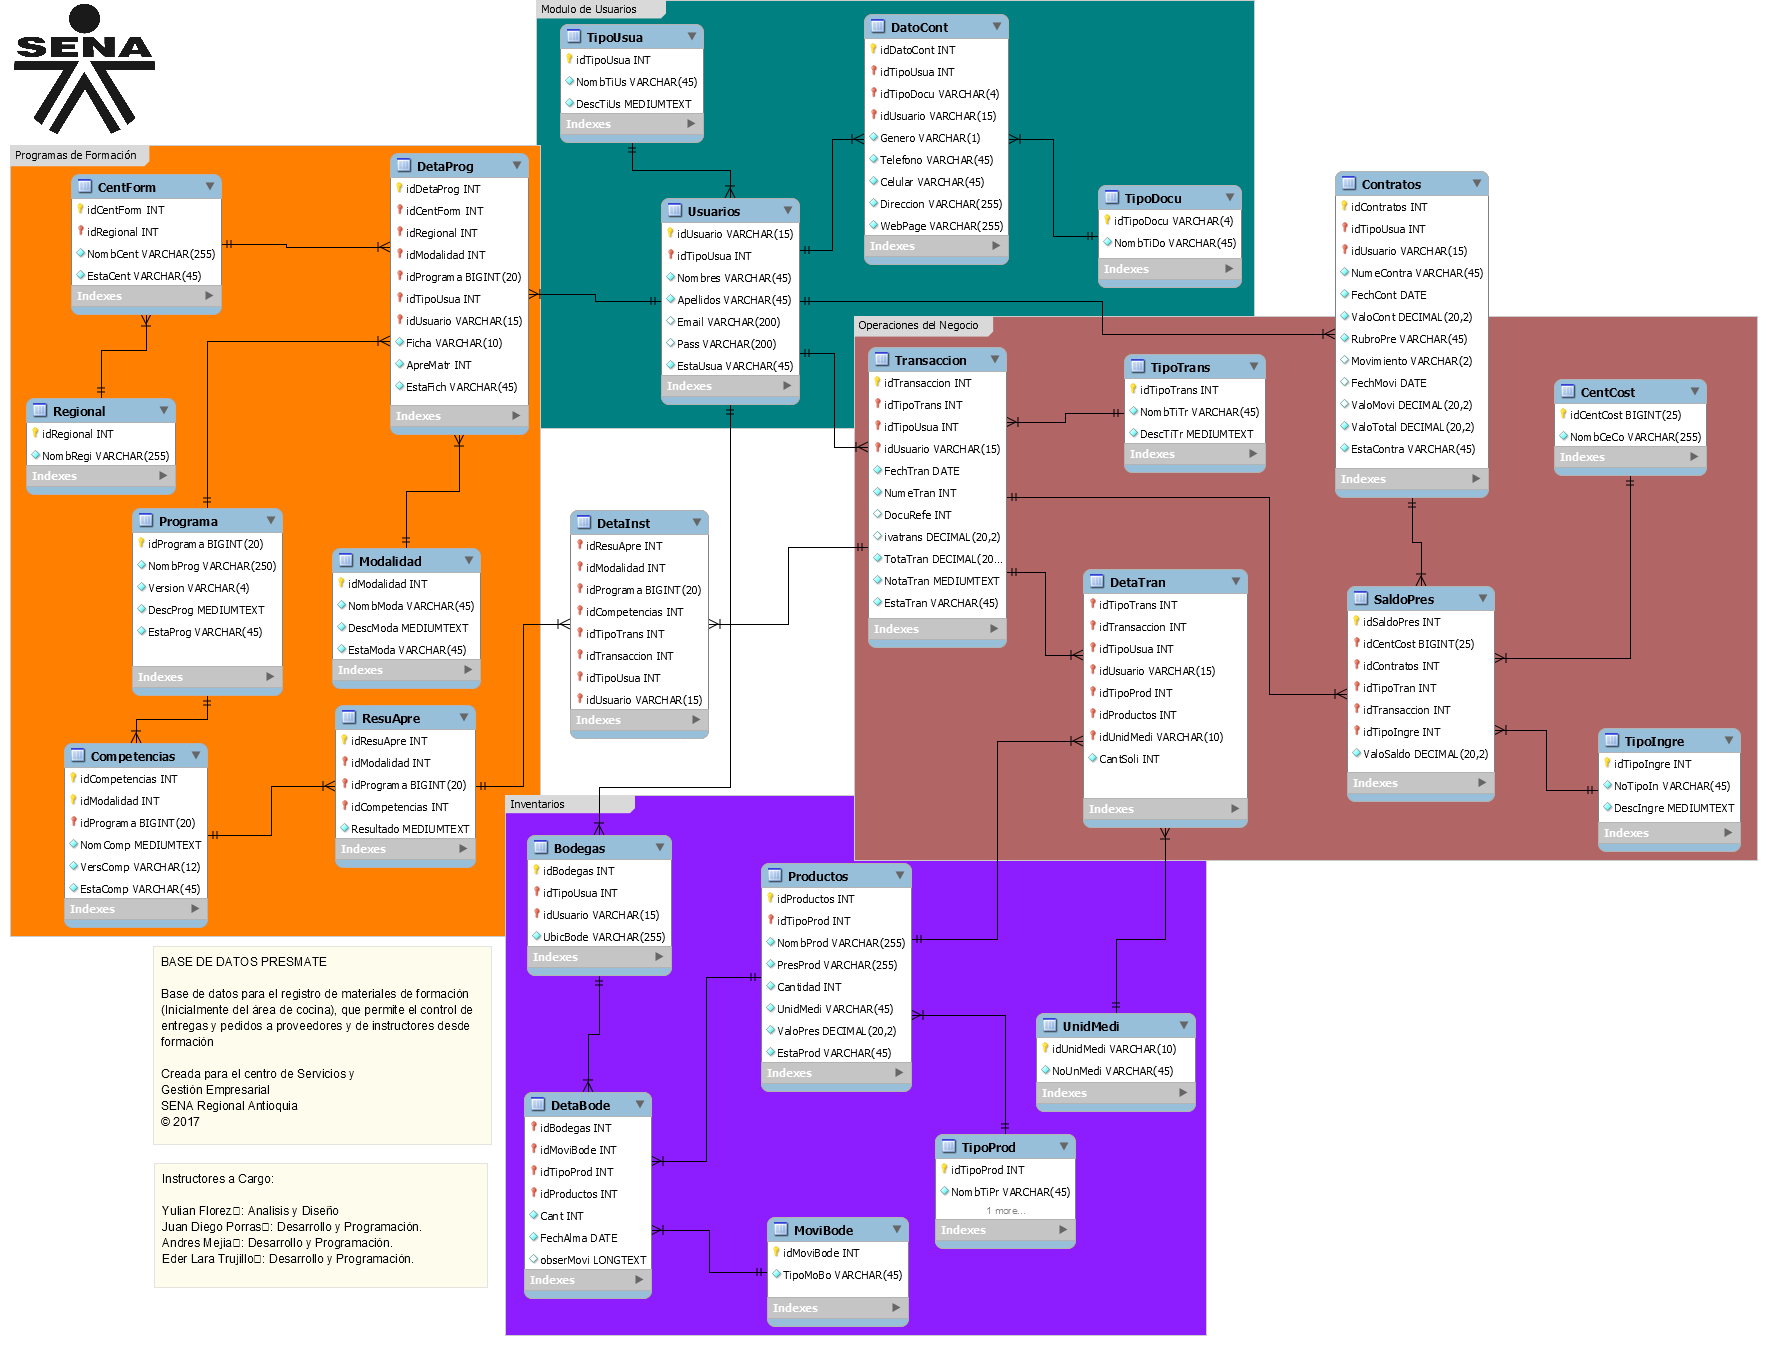 SENA
Modulo de Usuarios
TipoUsua
idTipoUsua INT
NombTiUs VARCHAR(45)
DescTiUs MEDIUMTEXT
Indexes
DatoCont
idDatoCont INT
idTipoUsua INT
idTipoDocu VARCHAR(4)
idUsuario VARCHAR(15)
Genero VARCHAR(1)
Telefono VARCHAR(45)
Celular VARCHAR(45)
Direccion VARCHAR(255)
WebPage VARCHAR(255)
Indexes
TipoDocu
idTipoDocu VARCHAR(4)
NombTiDo VARCHAR(45)
Indexes
Usuarios
idUsuario VARCHAR(15)
idTipoUsua INT
Nombres VARCHAR(45)
Apellidos VARCHAR(45)
Email VARCHAR(200)
Pass VARCHAR(200)
EstaUsua VARCHAR(45)
Indexes
Programas de Formación
CentForm
idCentForm INT
idRegional INT
NombCent VARCHAR(255)
EstaCent VARCHAR(45)
Indexes
DetaProg
idDetaProg INT
idCentForm INT
idRegional INT
idModalidad INT
idPrograma BIGINT(20)
idTipoUsua INT
idUsuario VARCHAR(15)
Ficha VARCHAR(10)
ApreMatr INT
EstaFich VARCHAR(45)
Indexes
Regional
idRegional INT
NombRegi VARCHAR(255)
Indexes
Programa
idPrograma BIGINT(20)
NombProg VARCHAR(250)
Version VARCHAR(4)
DescProg MEDIUMTEXT
EstaProg VARCHAR(45)
Indexes
Modalidad
idModalidad INT
NombModa VARCHAR(45)
DescModa MEDIUMTEXT
EstaModa VARCHAR(45)
Indexes
Competencias
idCompetencias INT
idModalidad INT
idPrograma BIGINT(20)
NomComp MEDIUMTEXT
VersComp VARCHAR(12)
EstaComp VARCHAR(45)
Indexes
ResuApre
idResuApre INT
idModalidad INT
idPrograma BIGINT(20)
idCompetencias INT
Resultado MEDIUMTEXT
Indexes
DetaInst
idResuApre INT
idModalidad INT
idPrograma BIGINT(20)
idCompetencias INT
idTipoTrans INT
idTransaccion INT
idTipoUsua INT
idUsuario VARCHAR(15)
Indexes
Contratos
idContratos INT
idTipoUsua INT
idUsuario VARCHAR(15)
NumeContra VARCHAR(45)
FechCont DATE
ValoCont DECIMAL(20,2)
RubroPre VARCHAR(45)
Movimiento VARCHAR(2)
FechMovi DATE
ValoMovi DECIMAL(20,2)
ValoTotal DECIMAL(20,2)
EstaContra VARCHAR(45)
Indexes
Operaciones del Negocio
Transaccion
idTransaccion INT
idTipoTrans INT
idTipoUsua INT
idUsuario VARCHAR(15)
FechTran DATE
NumeTran INT
DocuRefe INT
ivatrans DECIMAL(20,2)
TotaTran DECIMAL(20...
NotaTran MEDIUMTEXT
EstaTran VARCHAR(45)
Indexes
TipoTrans
idTipoTrans INT
NombTiTr VARCHAR(45)
DescTiTr MEDIUMTEXT
Indexes
CentCost
idCentCost BIGINT(25)
NombCeCo VARCHAR(255)
Indexes
DetaTran
idTipoTrans INT
idTransaccion INT
idTipoUsua INT
idUsuario VARCHAR(15)
idTipoProd INT
idProductos INT
idUnidMedi VARCHAR(10)
CantSoli INT
Indexes
SaldoPres
idSaldoPres INT
idCentCost BIGINT(25)
idContratos INT
idTipoTran INT
idTransaccion INT
idTipoIngre INT
ValoSaldo DECIMAL(20,2)
Indexes
TipoIngre
idTipoIngre INT
NoTipoIn VARCHAR(45)
DescIngre MEDIUMTEXT
Indexes
Inventarios
Bodegas
idBodegas INT
idTipoUsua INT
idUsuario VARCHAR(15)
UbicBode VARCHAR(255)
Indexes
Productos
idProductos INT
idTipoProd INT
NombProd VARCHAR(255)
PresProd VARCHAR(255)
Cantidad INT
UnidMedi VARCHAR(45)
ValoPres DECIMAL(20,2)
EstaProd VARCHAR(45)
Indexes
UnidMedi
idUnidMedi VARCHAR(10)
NoUnMedi VARCHAR(45)
Indexes
DetaBode
idBodegas INT
idMoviBode INT
idTipoProd INT
idProductos INT
Cant INT
FechAlma DATE
obserMovi LONGTEXT
Indexes
TipoProd
idTipoProd INT
NombTiPr VARCHAR(45)
1 more...
Indexes
MoviBode
idMoviBode INT
TipoMoBo VARCHAR(45)
Indexes
BASE DE DATOS PRESMATE
Base de datos para el registro de materiales de formación
(Inicialmente del área de cocina), que permite el control de
entregas y pedidos a proveedores y de instructores desde
formación
Creada para el centro de Servicios y
Gestión Empresarial
SENA Regional Antioquia
© 2017
Instructores a Cargo:
Yulian Florez□: Analisis y Diseño
Juan Diego Porras□: Desarrollo y Programación.
Andres Mejia□: Desarrollo y Programación.
Eder Lara Trujillo□: Desarrollo y Programación.